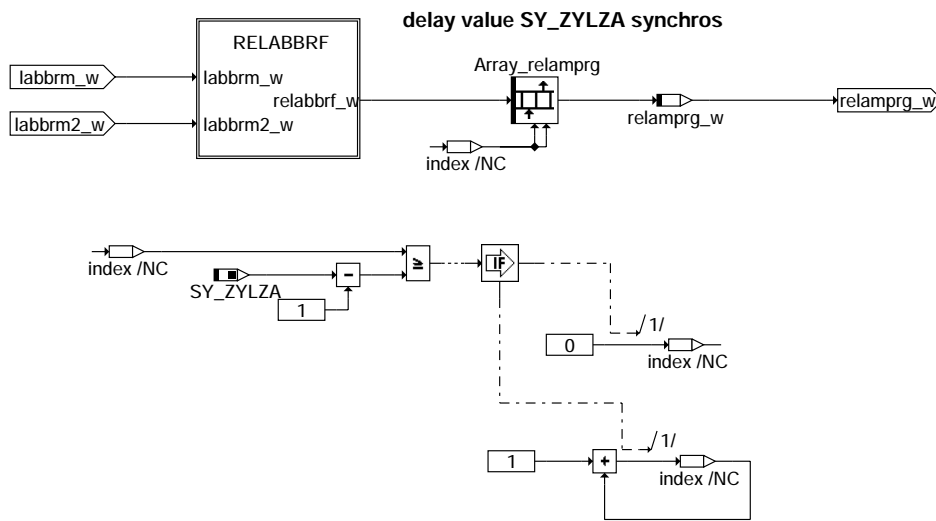 delay value SY_ZYLZA synchros
RELABBRF
Array_relamprg
labbrm_w
labbrm_w
relabbrf_w
relamprg_w
labbrm2_w
labbrm2_w
relamprg_w
index /NC
index /NC
SY_ZYLZA
-
≥
IF
1
/1/
0
index /NC
/1/
1
+
index /NC